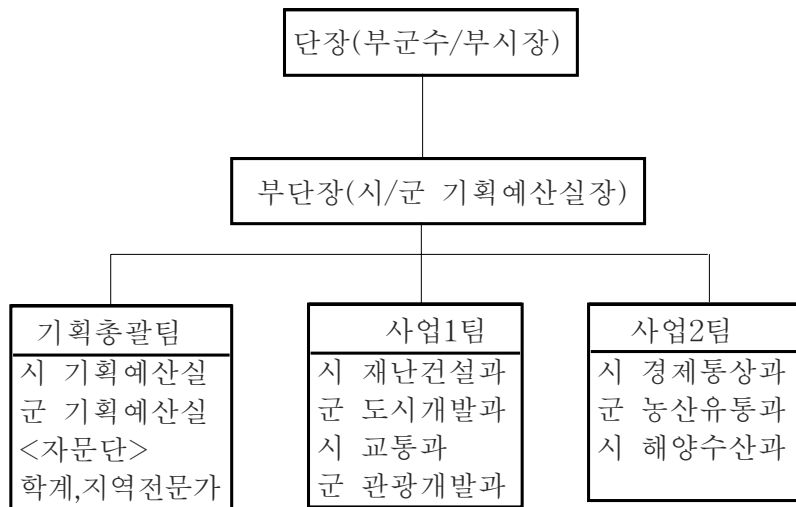 단장(부군수/부시장)
부단장(시/군 기획예산실장)
기획총괄팀
시 기획예산실
군 기획예산실
<자문단>
학계,지역전문가
사업1팀
시 재난건설과
군 도시개발과
시 교통과
군 관광개발과
사업2팀
시 경제통상과
군 농산유통과
시 해양수산과